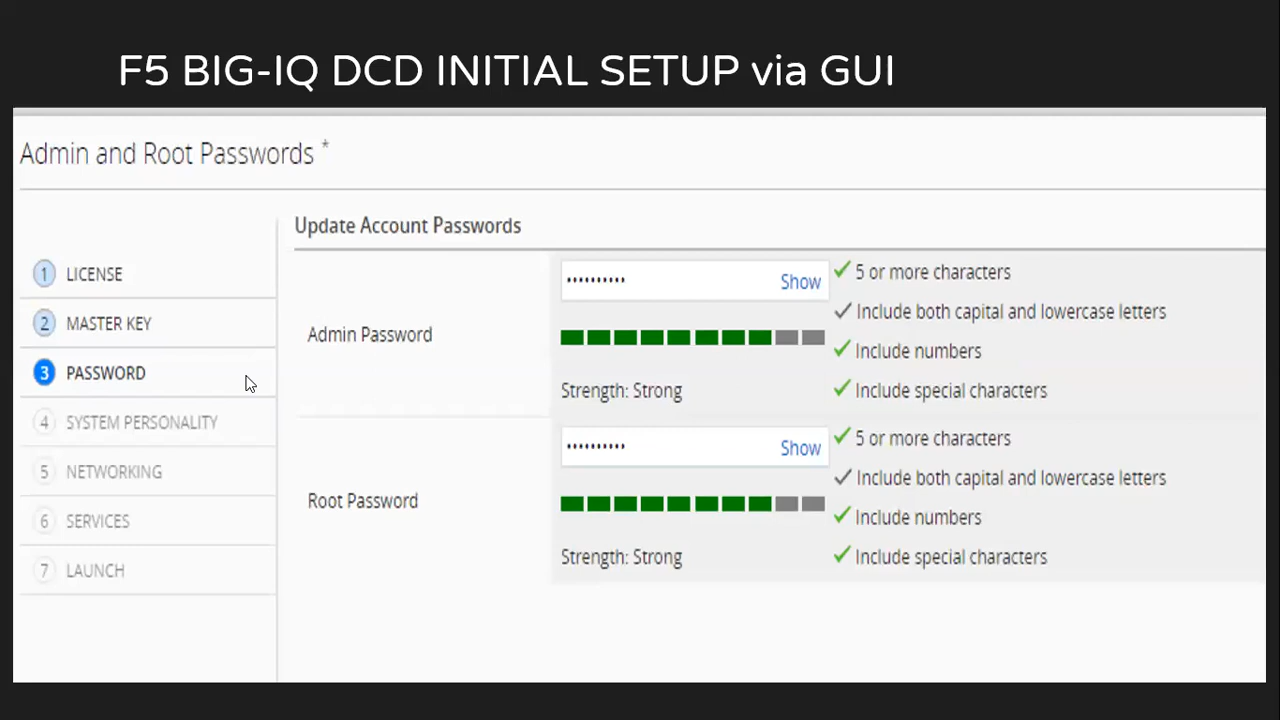 F5 BIG-IQ DCD INITIAL SETUP via GUI
Admin and Root Passwords *
1 LICENSE
2 MASTER KEY
3 PASSWORD
4 SYSTEM PERSONALITY
5 NETWORKING
6 SERVICES
7 LAUNCH
Update Account Passwords
Admin Password
•••••••••• Show
Strength: Strong
5 or more characters
Include both capital and lowercase letters
Include numbers
Include special characters
Root Password
•••••••••• Show
Strength: Strong
5 or more characters
Include both capital and lowercase letters
Include numbers
Include special characters